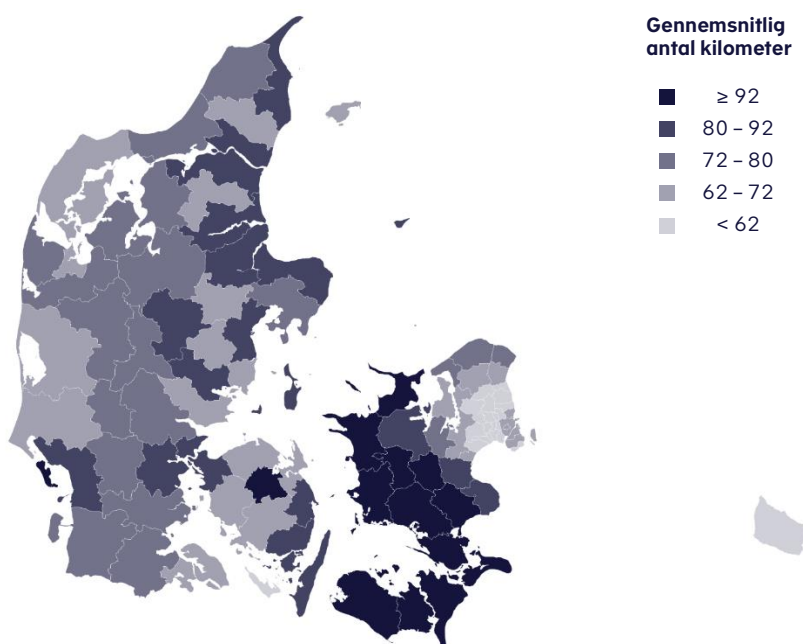 Gennemsnitlig
antal kilometer
≥ 92
80 – 92
72 – 80
62 – 72
< 62